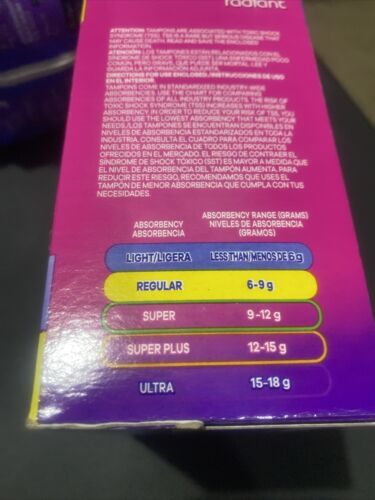 radiant
ATTENTION: TAMPONS ARE ASSOCIATED WITH TOXIC SHOCK
SYNDROME (TSS). TSS IS A RARE BUT SERIOUS DISEASE THAT
MAY CAUSE DEATH. READ AND SAVE THE ENCLOSED
INFORMATION.
ATENCIÓN: LOS TAMPONES ESTÁN RELACIONADOS CON EL
SÍNDROME DE SHOCK TÓXICO (SST) UNA ENFERMEDAD POCO
COMÚN, PERO GRAVE, QUE PUEDE SER MORTAL. LEE Y
GUARDA LA INFORMACIÓN ADJUNTA.
DIRECTIONS FOR USE ENCLOSED./INSTRUCCIONES DE USO
EN EL INTERIOR.
TAMPONS COME IN STANDARDIZED INDUSTRY-WIDE
ABSORBENCIES. USE THE CHART FOR COMPARING
ABSORBENCIES OF ALL INDUSTRY PRODUCTS. THE RISK OF
TOXIC SHOCK SYNDROME (TSS) INCREASES WITH HIGHER
ABSORBENCY. IN ORDER TO REDUCE YOUR RISK OF TSS, YOU
SHOULD USE THE LOWEST ABSORBENCY THAT MEETS YOUR
NEEDS./LOS TAMPONES SE ENCUENTRAN DISPONIBLES EN
NIVELES DE ABSORBENCIA ESTANDARIZADOS EN TODA LA
INDUSTRIA. CONSULTA EL CUADRO PARA COMPARAR LOS
NIVELES DE ABSORBENCIA DE TODOS LOS PRODUCTOS
OFRECIDOS EN EL MERCADO. EL RIESGO DE CONTRAER EL
SÍNDROME DE SHOCK TÓXICO (SST) ES MAYOR A MEDIDA QUE
EL NIVEL DE ABSORBENCIA DEL TAMPÓN AUMENTA. PARA
REDUCIR ESTE RIESGO, RECOMENDAMOS QUE USES EL
TAMPÓN DE MENOR ABSORBENCIA QUE CUMPLA CON TUS
NECESIDADES.
ABSORBENCY ABSORBENCY RANGE (GRAMS)
ABSORBENCIA NIVELES DE ABSORBENCIA
(GRAMOS)
LIGHT/LIGERA LESS THAN/MENOS DE 6 g
REGULAR 6-9 g
SUPER 9-12 g
SUPER PLUS 12-15 g
ULTRA 15-18 g